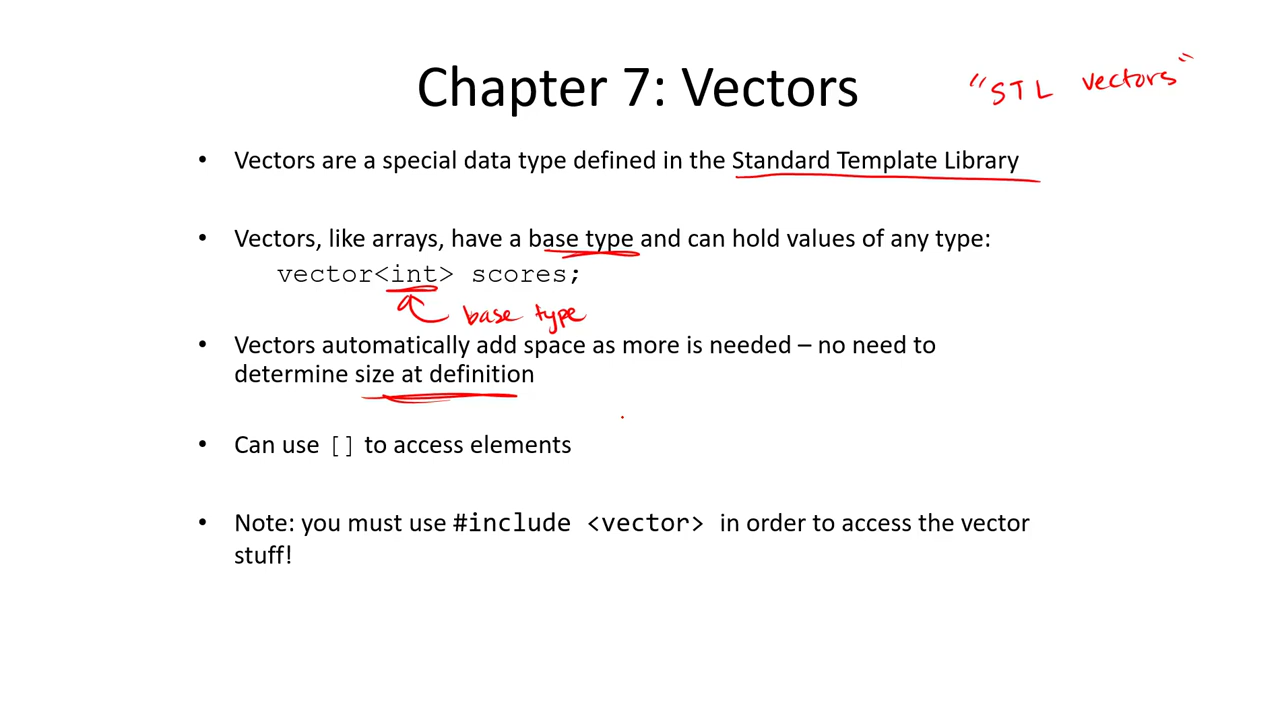 Chapter 7: Vectors
"STL vectors"
• Vectors are a special data type defined in the Standard Template Library
• Vectors, like arrays, have a base type and can hold values of any type:
vector<int> scores;
base type
• Vectors automatically add space as more is needed – no need to
determine size at definition
• Can use [] to access elements
• Note: you must use #include <vector> in order to access the vector
stuff!